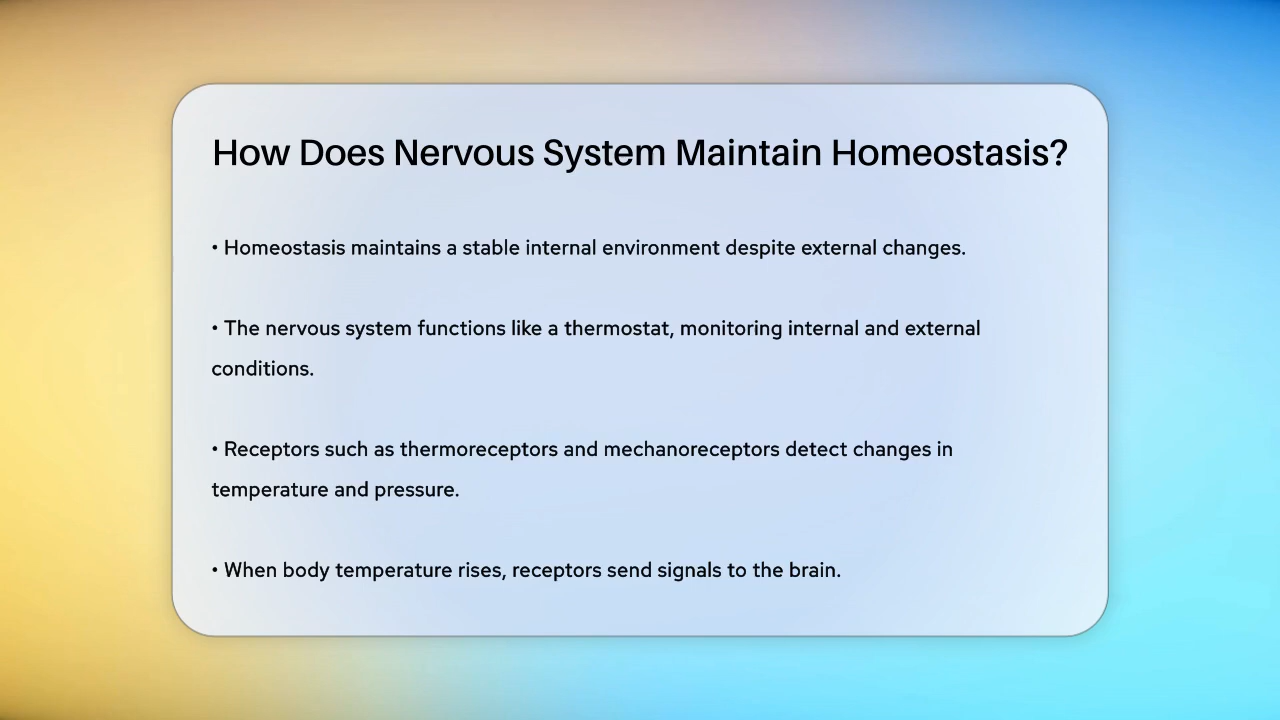 How Does Nervous System Maintain Homeostasis?
• Homeostasis maintains a stable internal environment despite external changes.
• The nervous system functions like a thermostat, monitoring internal and external
conditions.
• Receptors such as thermoreceptors and mechanoreceptors detect changes in
temperature and pressure.
• When body temperature rises, receptors send signals to the brain.